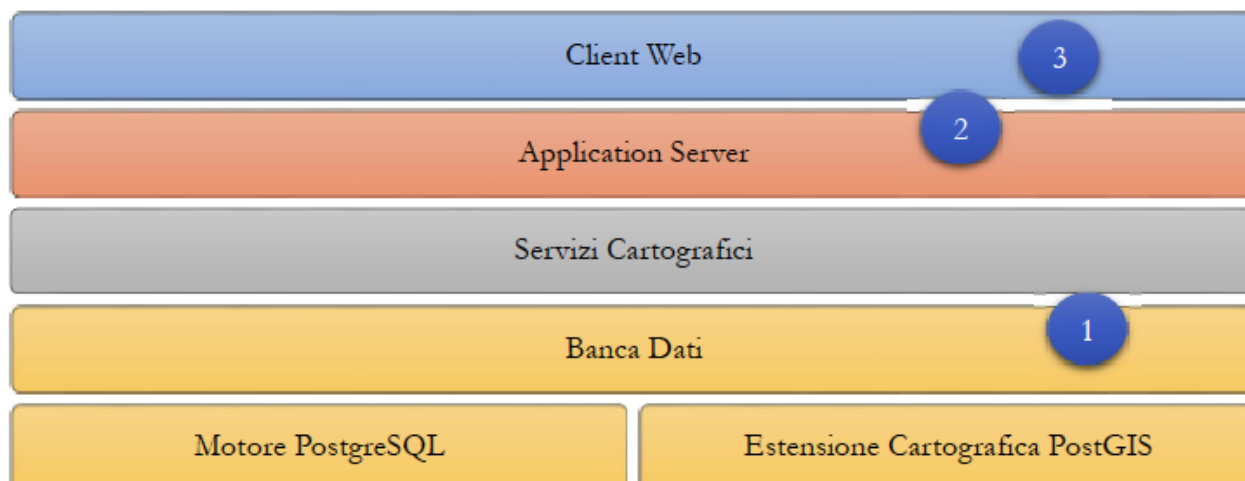 Client Web
3
2
Application Server
Servizi Cartografici
1
Banca Dati
Motore PostgreSQL
Estensione Cartografica PostGIS